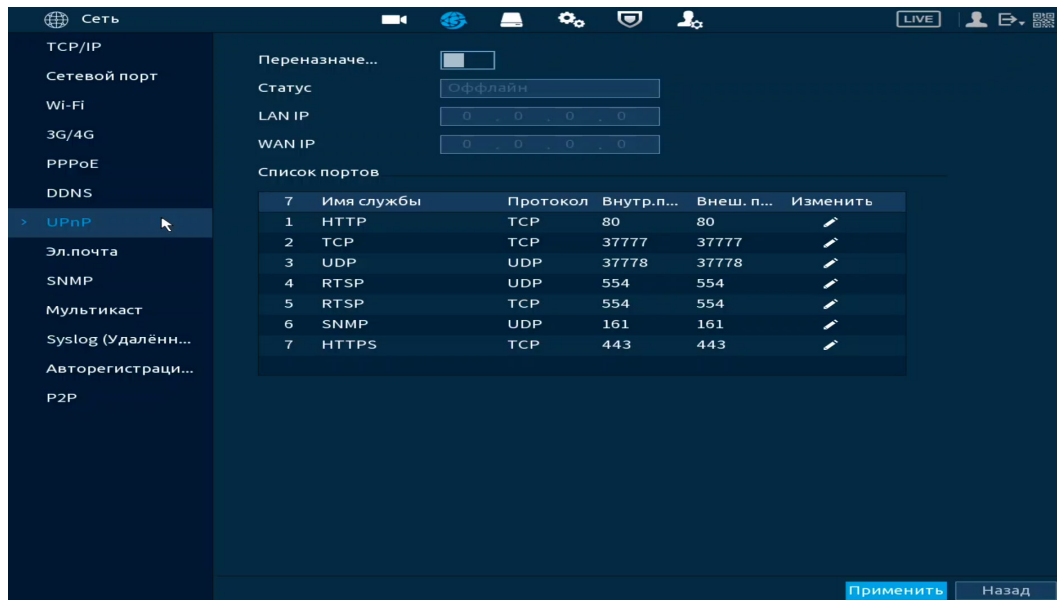 Сеть LIVE
TCP/IP
Сетевой порт
Wi-Fi
3G/4G
PPPoE
DDNS
> UPnP
Эл.почта
SNMP
Мультикаст
Syslog (Удалённ...
Авторегистраци...
P2P
Переназначе...
Статус Оффлайн
LAN IP 0 . 0 . 0 . 0
WAN IP 0 . 0 . 0 . 0
Список портов
7 Имя службы Протокол Внутр.п... Внеш. п... Изменить
1 HTTP TCP 80 80
2 TCP TCP 37777 37777
3 UDP UDP 37778 37778
4 RTSP UDP 554 554
5 RTSP TCP 554 554
6 SNMP UDP 161 161
7 HTTPS TCP 443 443
Применить Назад